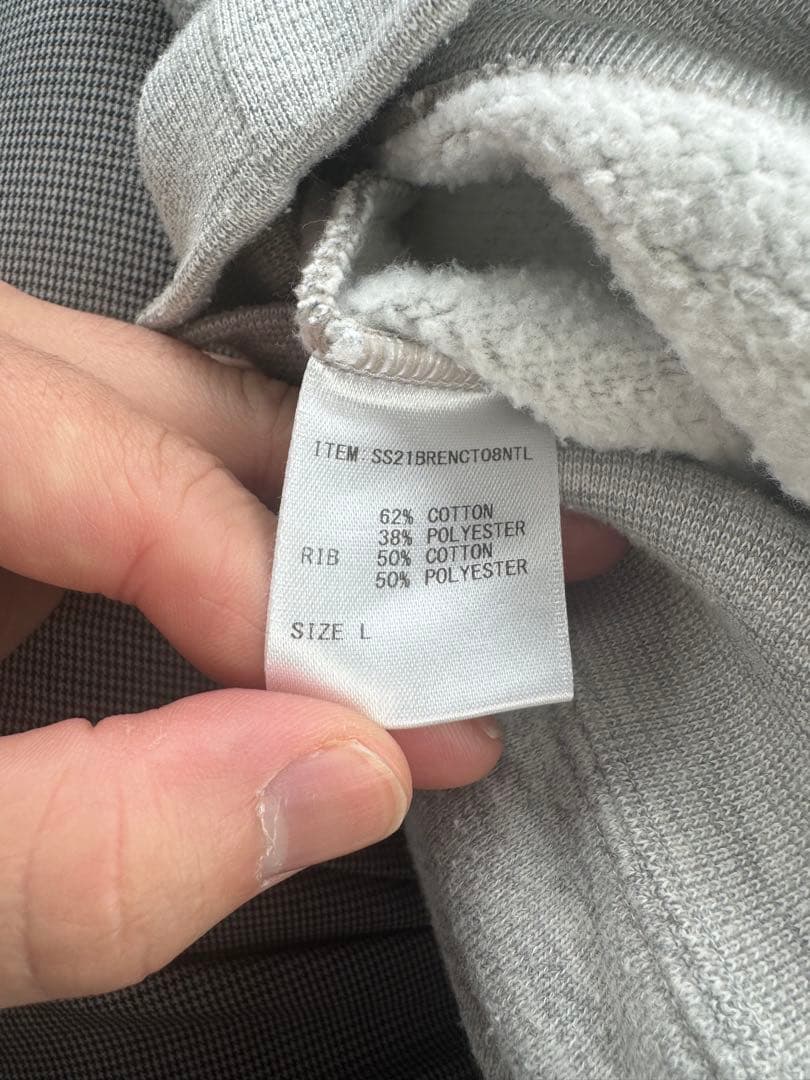 ITEM SS21BRENCT08NTL
62% COTTON
38% POLYESTER
RIB 50% COTTON
50% POLYESTER
SIZE L